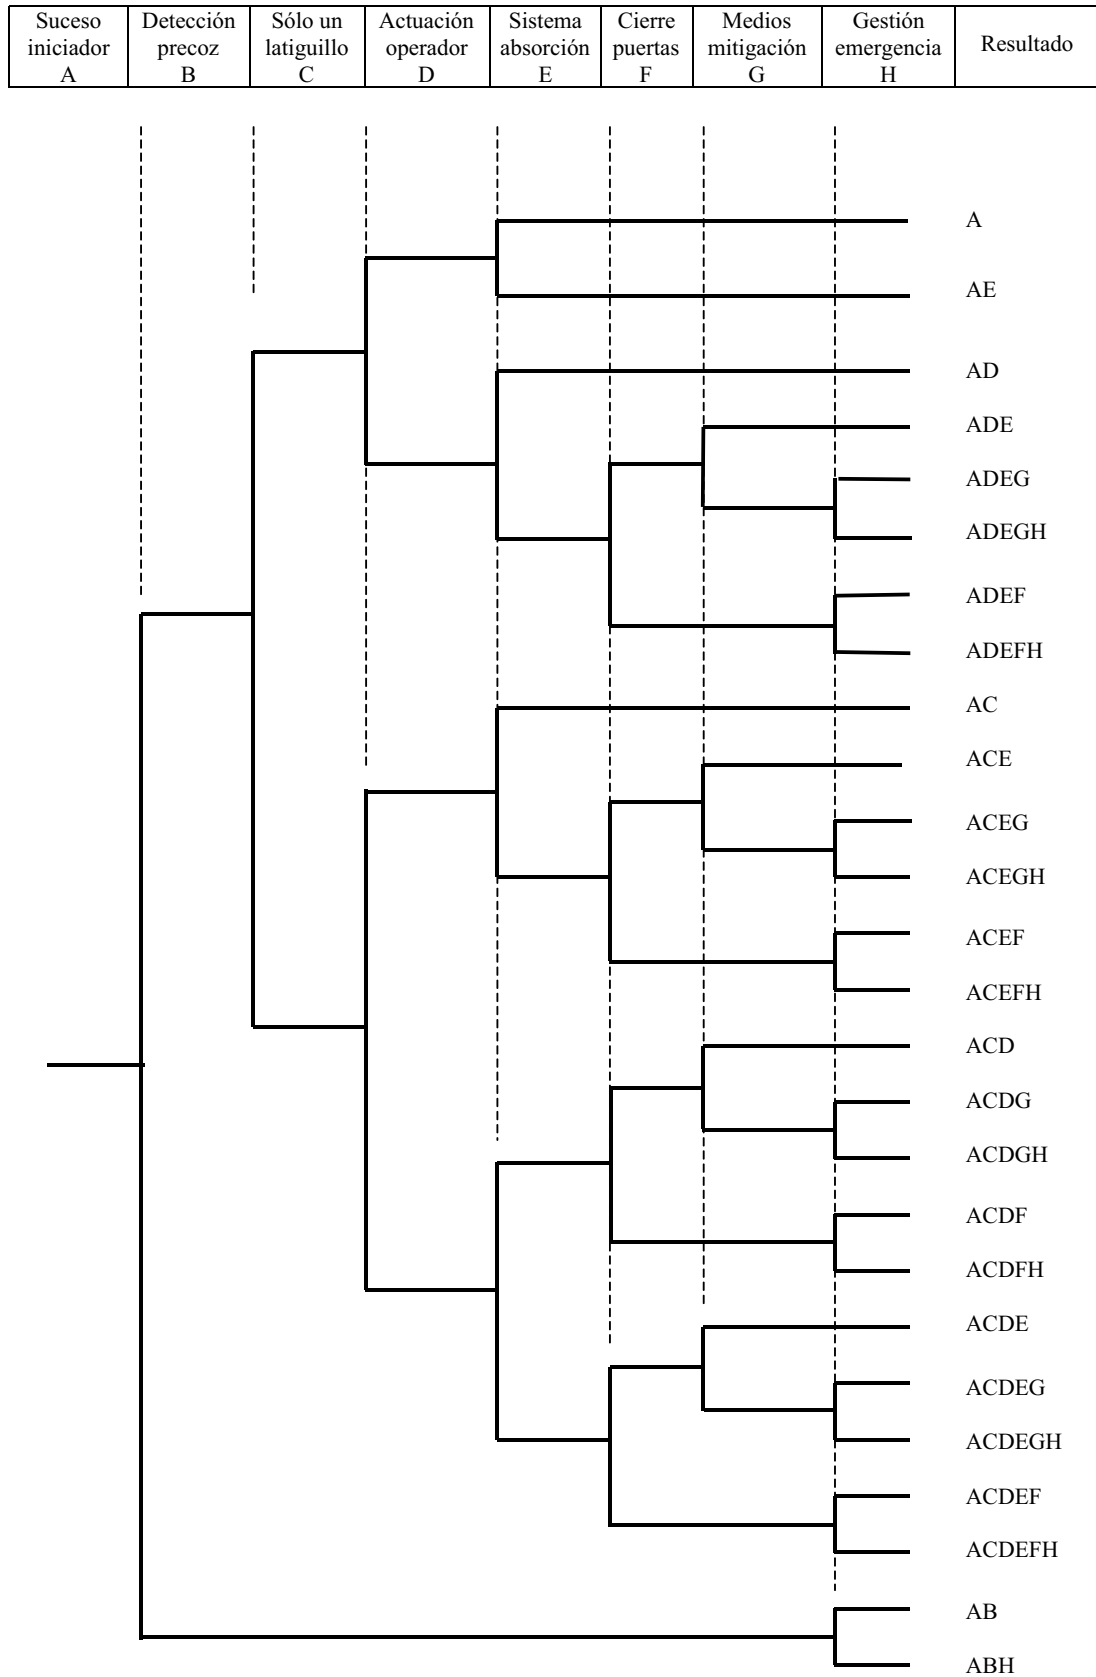 Suceso iniciador A
Detección precoz B
Sólo un latiguillo C
Actuación operador D
Sistema absorción E
Cierre puertas F
Medios mitigación G
Gestión emergencia H
Resultado
A
AE
AD
ADE
ADEG
ADEGH
ADEF
ADEFH
AC
ACE
ACEG
ACEGH
ACEF
ACEFH
ACD
ACDG
ACDGH
ACDF
ACDFH
ACDE
ACDEG
ACDEGH
ACDEF
ACDEFH
AB
ABH